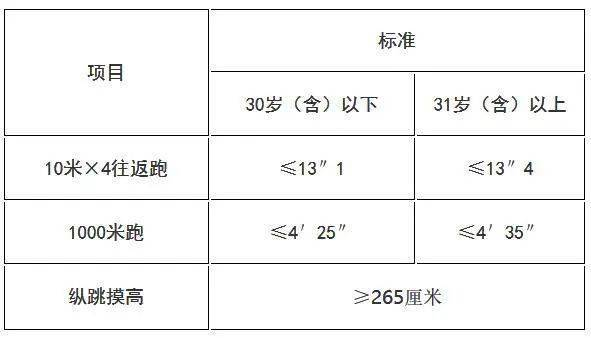 项目
标准
30岁（含）以下
31岁（含）以上
10米×4往返跑
≤13″1
≤13″4
1000米跑
≤4′25″
≤4′35″
纵跳摸高
≥265厘米